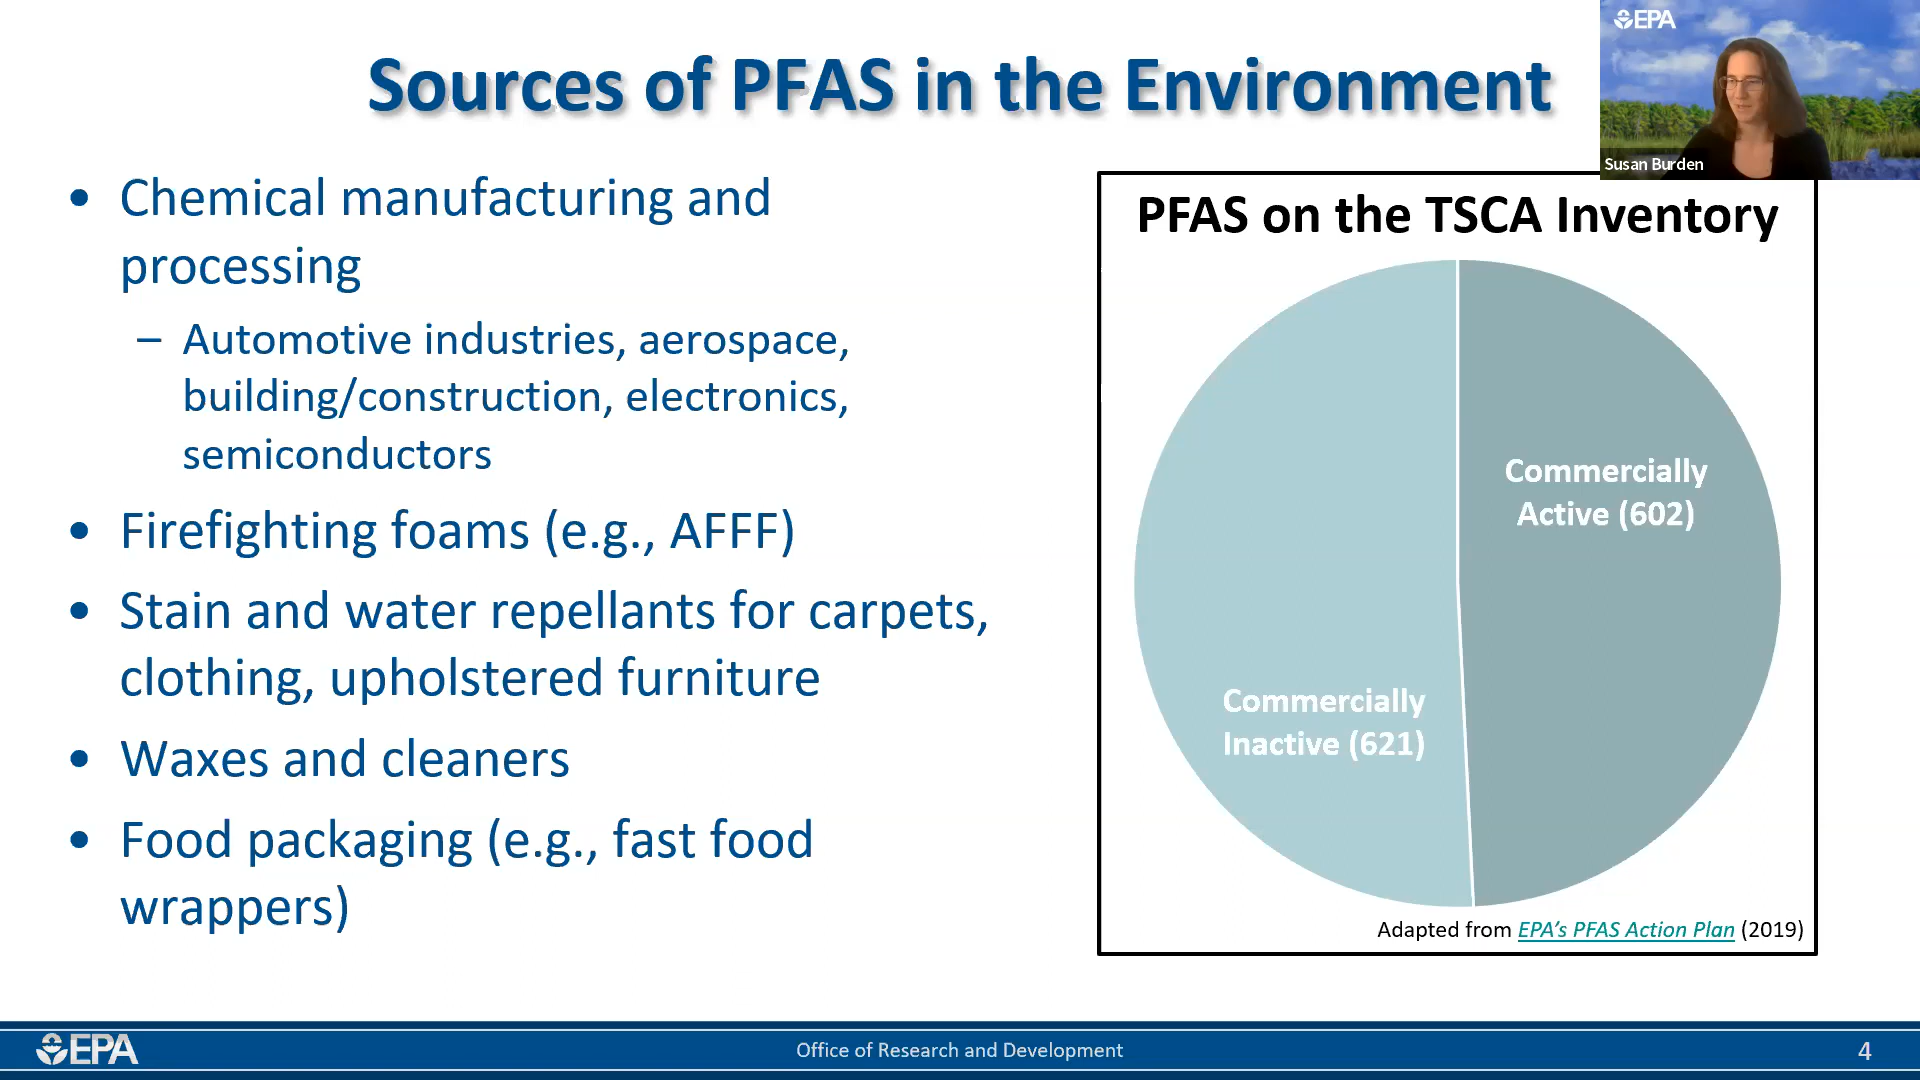 Sources of PFAS in the Environment
EPA
Susan Burden
• Chemical manufacturing and
processing
– Automotive industries, aerospace,
building/construction, electronics,
semiconductors
• Firefighting foams (e.g., AFFF)
• Stain and water repellants for carpets,
clothing, upholstered furniture
• Waxes and cleaners
• Food packaging (e.g., fast food
wrappers)
PFAS on the TSCA Inventory
Commercially
Active (602)
Commercially
Inactive (621)
Adapted from EPA’s PFAS Action Plan (2019)
EPA
Office of Research and Development
4